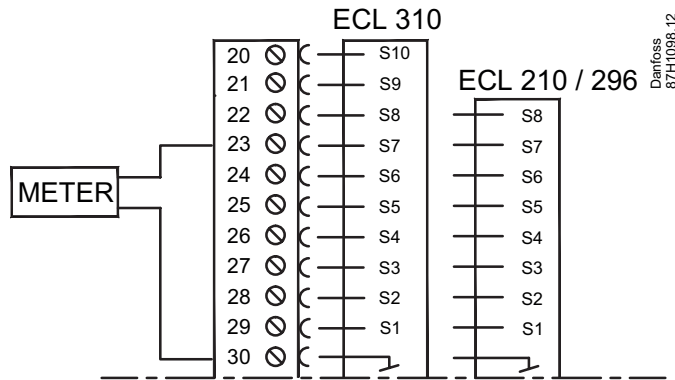 ECL 310
Danfoss
87H1098.12
20 S10
21 S9
ECL 210 / 296
22 S8 S8
23 S7 S7
24 S6 S6
METER
25 S5 S5
26 S4 S4
27 S3 S3
28 S2 S2
29 S1 S1
30